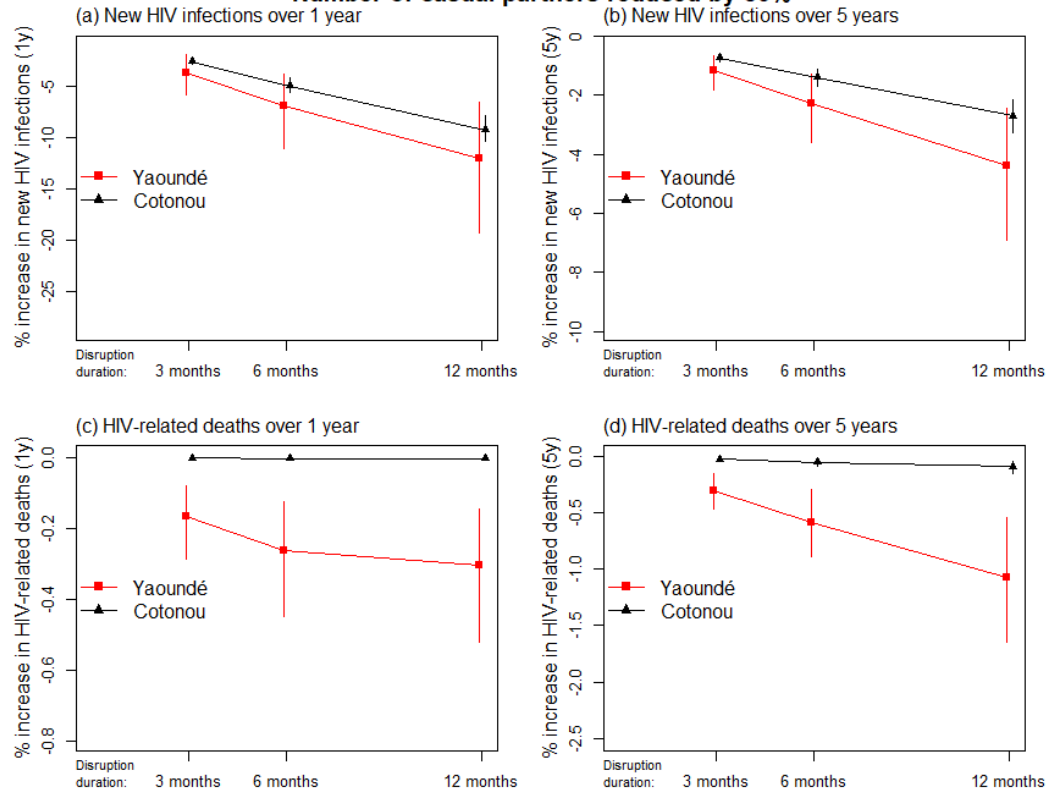 (a) New HIV infections over 1 year
% increase in new HIV infections (1y)
-5
-10
-15
-20
-25
Yaoundé
Cotonou
Disruption
duration: 3 months 6 months 12 months
(b) New HIV infections over 5 years
% increase in new HIV infections (5y)
0
-2
-4
-6
-8
-10
Yaoundé
Cotonou
Disruption
duration: 3 months 6 months 12 months
(c) HIV-related deaths over 1 year
% increase in HIV-related deaths (1y)
0.0
-0.2
-0.4
-0.6
-0.8
Yaoundé
Cotonou
Disruption
duration: 3 months 6 months 12 months
(d) HIV-related deaths over 5 years
% increase in HIV-related deaths (5y)
0.0
-0.5
-1.0
-1.5
-2.0
-2.5
Yaoundé
Cotonou
Disruption
duration: 3 months 6 months 12 months